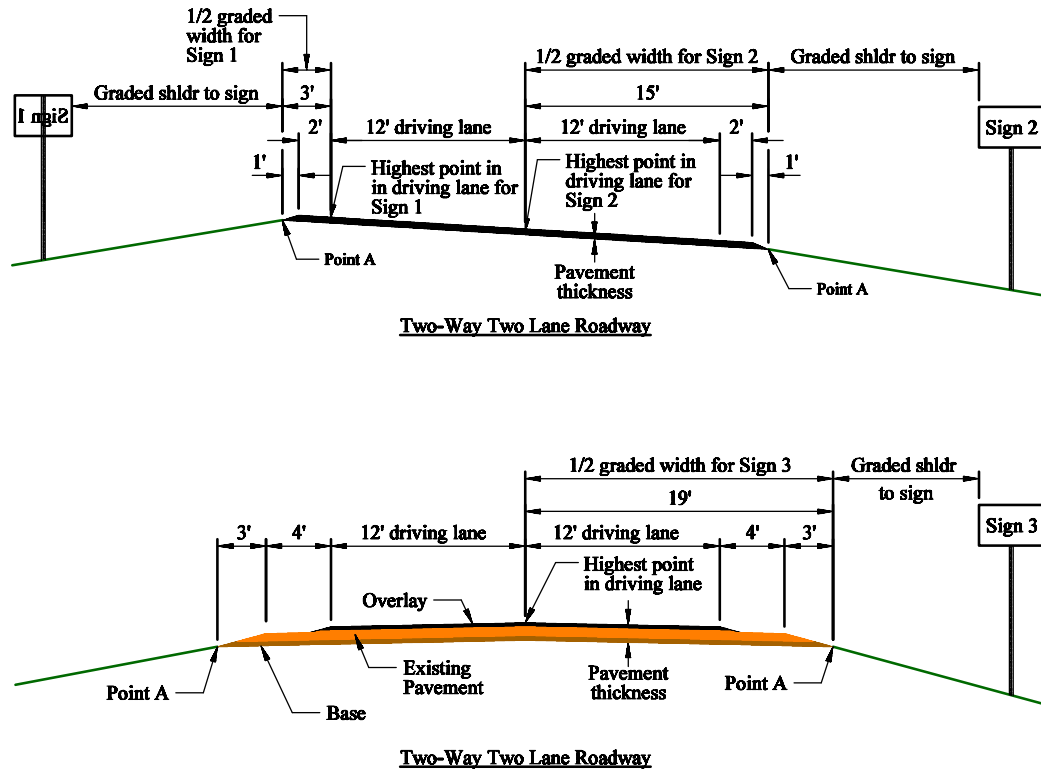 1/2 graded
width for
Sign 1
1/2 graded width for Sign 2
Graded shldr to sign
Graded shldr to sign
3'
15'
Sign 1
2'
12' driving lane
12' driving lane
2'
Sign 2
1'
Highest point in
in driving lane for
Sign 1
Highest point in
driving lane for
Sign 2
1'
Point A
Pavement
thickness
Point A
Two-Way Two Lane Roadway
1/2 graded width for Sign 3
Graded shldr
to sign
19'
3'
4'
12' driving lane
12' driving lane
4'
3'
Sign 3
Highest point
in driving lane
Overlay
Existing
Pavement
Pavement
thickness
Point A
Point A
Base
Two-Way Two Lane Roadway